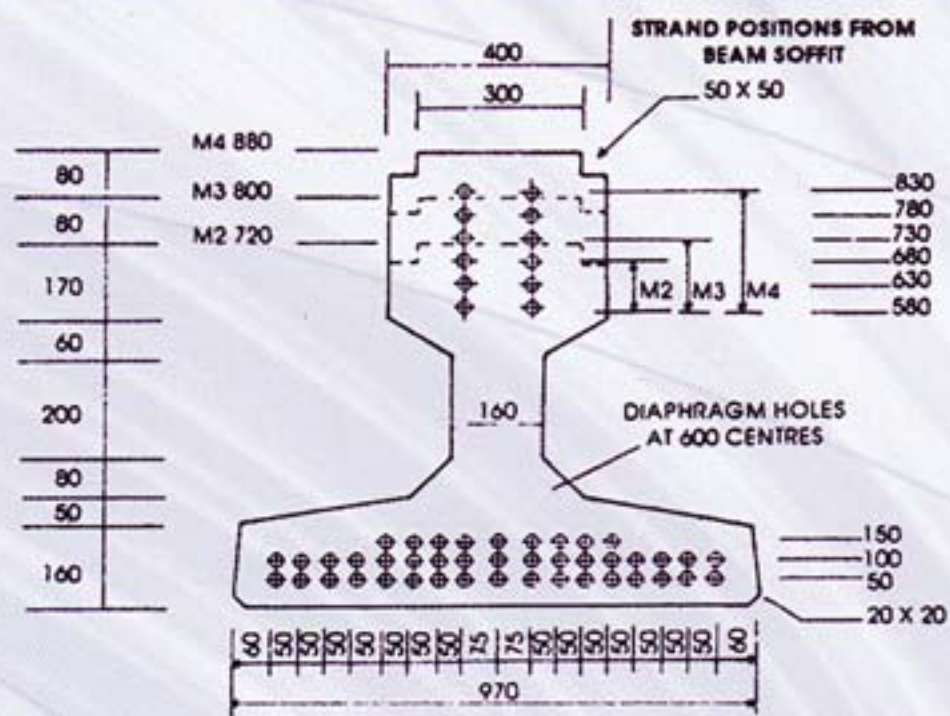 STRAND POSITIONS FROM
BEAM SOFFIT
400
300
50 X 50
M4 880
M3 800
M2 720
80
80
170
60
200
80
50
160
830
780
730
680
630
580
M2 M3 M4
160
DIAPHRAGM HOLES
AT 600 CENTRES
150
100
50
20 X 20
60 50 50 50 50 50 50 50 75 75 50 50 50 50 50 50 50 60
970